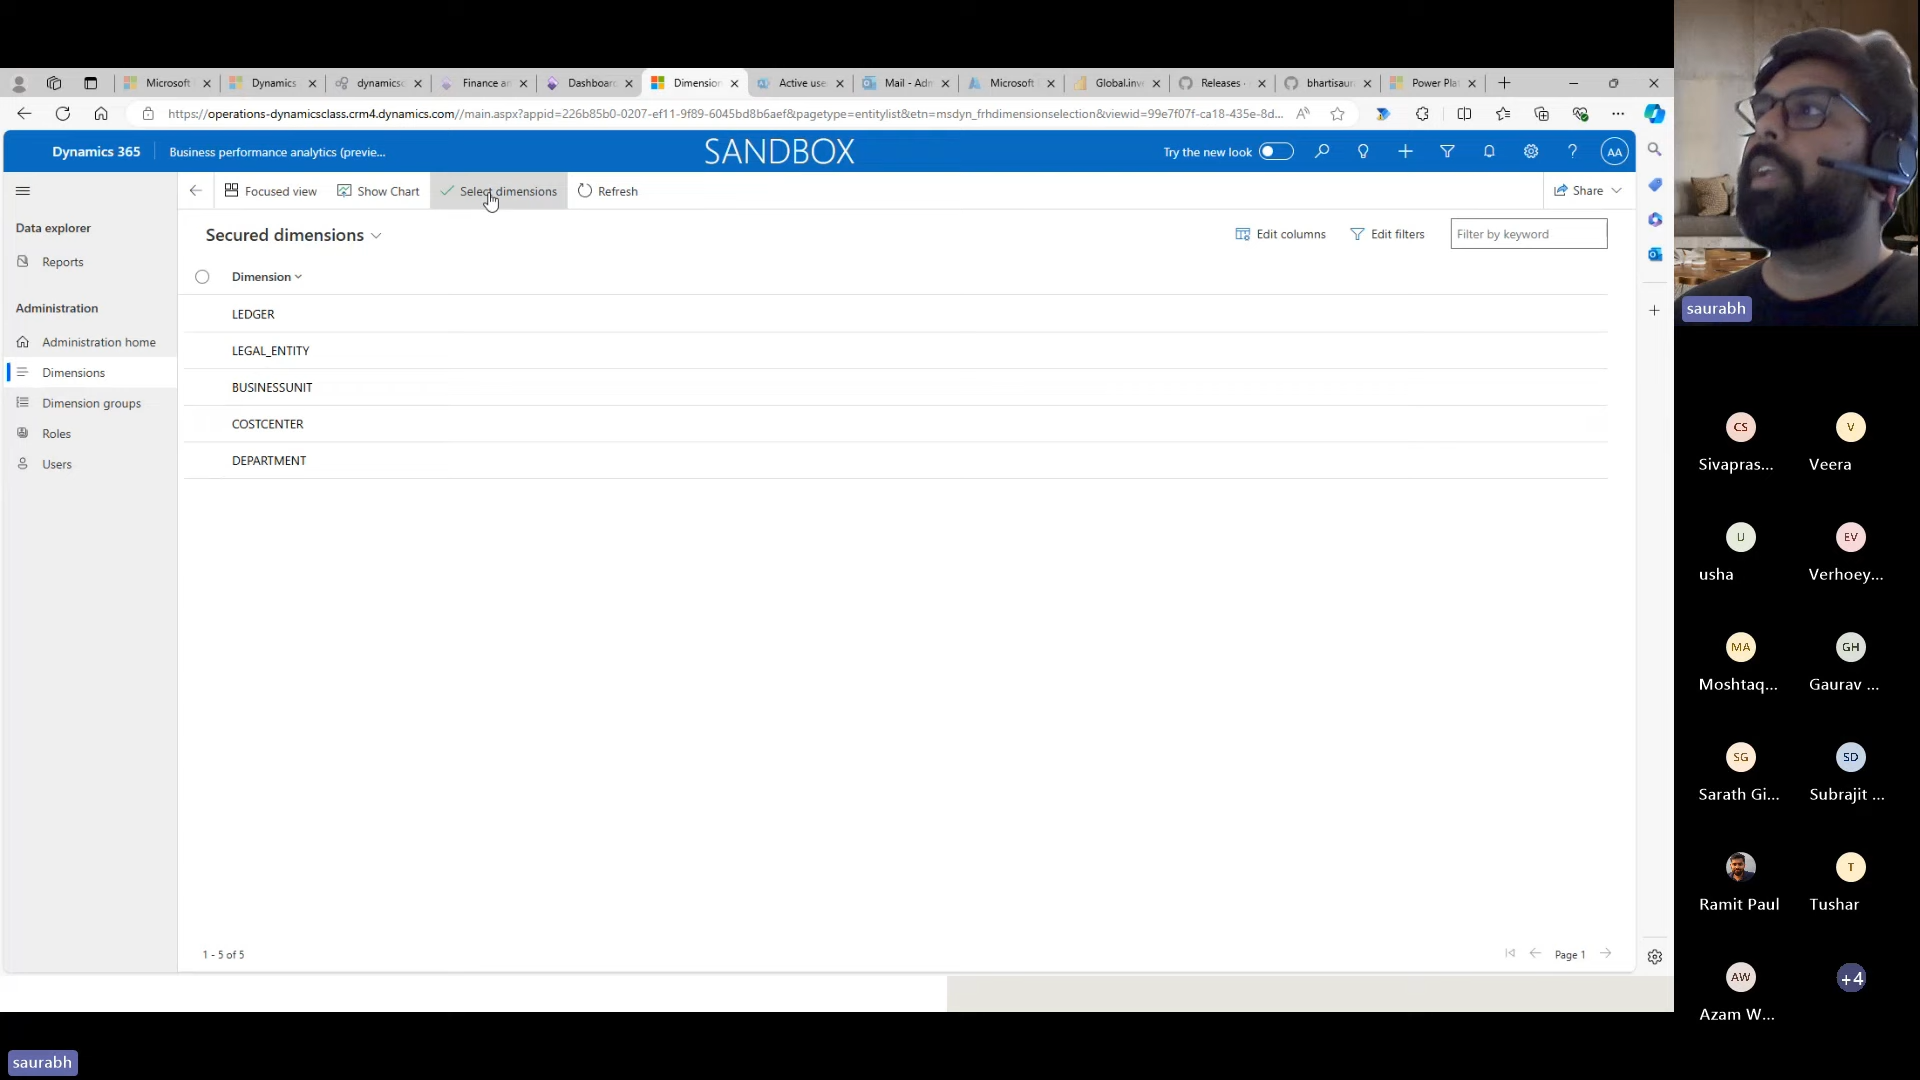 Microsoft
Dynamics
dynamicsc
Finance an
Dashboard
Dimension
Active use
Mail - Adm
Microsoft
Global.inve
Releases
bhartisaura
Power Plat
https://operations-dynamicsclass.crm4.dynamics.com//main.aspx?appid=226b85b0-0207-ef11-9f89-6045bd8b6aef&pagetype=entitylist&etn=msdyn_frhdimensionselection&viewid=99e7f07f-ca18-435e-8d...
Dynamics 365
Business performance analytics (previe...
SANDBOX
Try the new look
AA
Focused view
Show Chart
Select dimensions
Refresh
Share
Data explorer
Reports
Administration
Administration home
Dimensions
Dimension groups
Roles
Users
Secured dimensions
Edit columns
Edit filters
Filter by keyword
Dimension
LEDGER
LEGAL_ENTITY
BUSINESSUNIT
COSTCENTER
DEPARTMENT
1 - 5 of 5
Page 1
saurabh
CS
Sivapras...
V
Veera
U
usha
EV
Verhoey...
MA
Moshtaq...
GH
Gaurav ...
SG
Sarath Gi...
SD
Subrajit ...
Ramit Paul
T
Tushar
AW
Azam W...
+4
saurabh